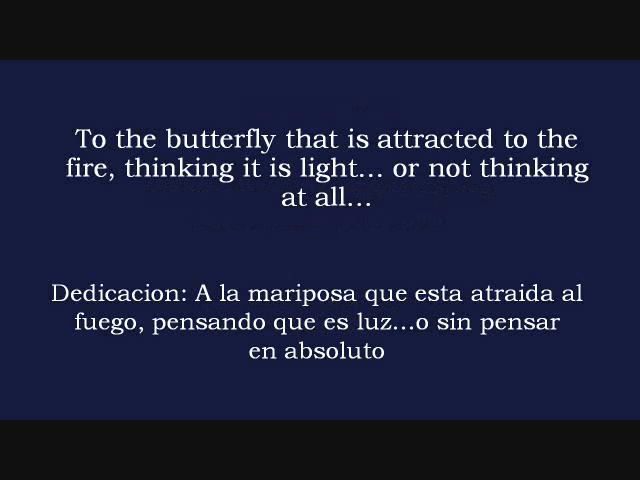 To the butterfly that is attracted to the
fire, thinking it is light... or not thinking
at all...
Dedicacion: A la mariposa que esta atraida al
fuego, pensando que es luz...o sin pensar
en absoluto